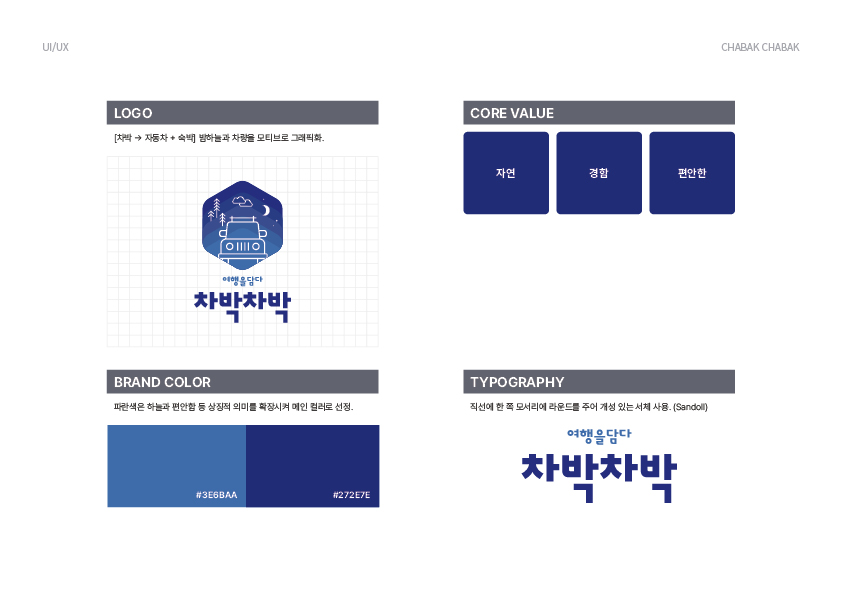 UI/UX
CHABAK CHABAK
LOGO
[차박 → 자동차 + 숙박] 밤하늘과 차량을 모티브로 그래픽화.
여행을담다
차박차박
CORE VALUE
자연
경험
편안한
BRAND COLOR
파란색은 하늘과 편안함 등 상징적 의미를 확장시켜 메인 컬러로 선정.
#3E6BAA
#272E7E
TYPOGRAPHY
직선에 한 쪽 모서리에 라운드를 주어 개성 있는 서체 사용. (Sandoll)
여행을담다
차박차박